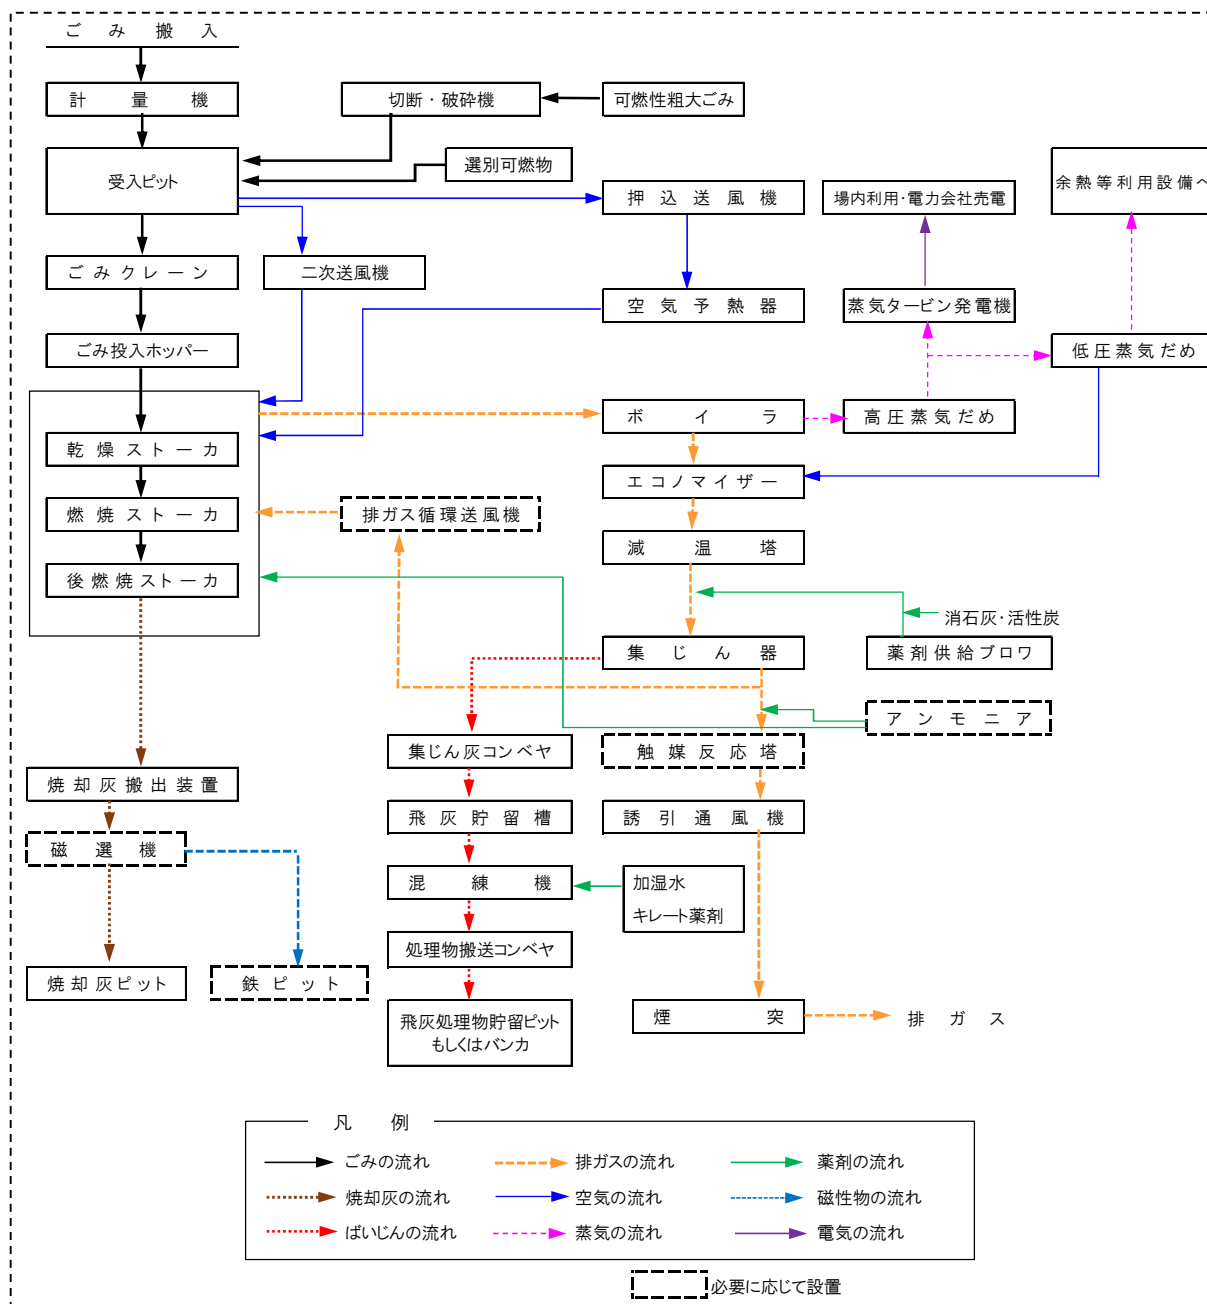 ごみ搬入
計量機
切断・破砕機
可燃性粗大ごみ
受入ピット
選別可燃物
押込送風機
場内利用・電力会社売電
余熱等利用設備へ
ごみクレーン
二次送風機
空気予熱器
蒸気タービン発電機
ごみ投入ホッパー
低圧蒸気だめ
ボイラ
高圧蒸気だめ
乾燥ストーカ
エコノマイザー
燃焼ストーカ
排ガス循環送風機
減温塔
後燃焼ストーカ
消石灰・活性炭
集じん器
薬剤供給ブロワ
アンモニア
集じん灰コンベヤ
触媒反応塔
焼却灰搬出装置
飛灰貯留槽
誘引通風機
磁選機
混練機
加湿水
キレート薬剤
処理物搬送コンベヤ
焼却灰ピット
鉄ピット
飛灰処理物貯留ピット
もしくはバンカ
煙突
排ガス
凡例
ごみの流れ
排ガスの流れ
薬剤の流れ
焼却灰の流れ
空気の流れ
磁性物の流れ
ばいじんの流れ
蒸気の流れ
電気の流れ
必要に応じて設置